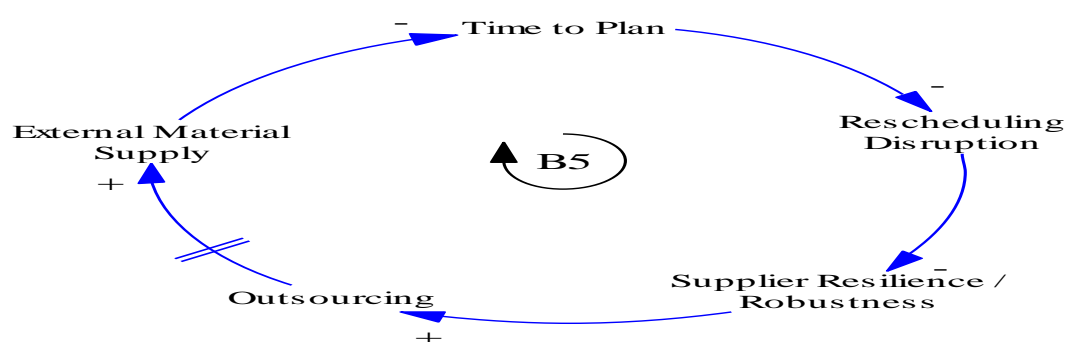 -
Time to Plan
-
Rescheduling
Disruption
External Material
Supply
+
B5
-
Supplier Resilience /
Robustness
Outsourcing
+